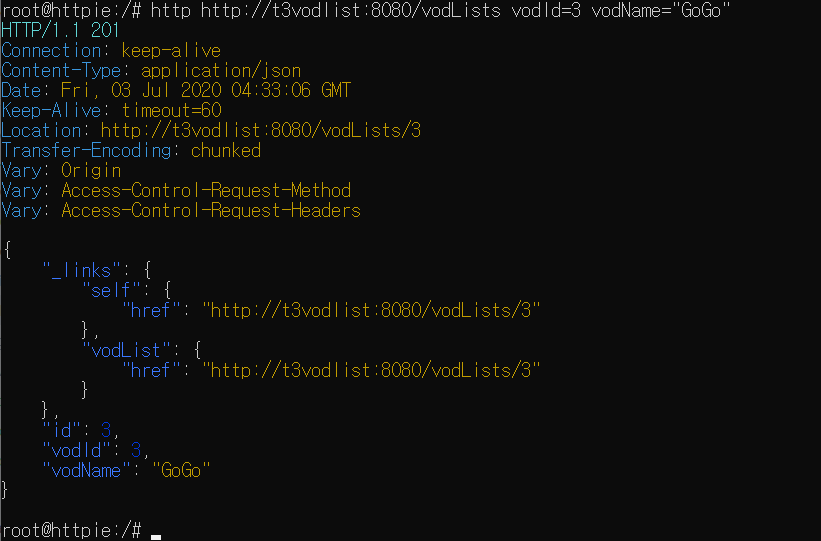 root@httpie:/# http http://t3vodlist:8080/vodLists vodId=3 vodName="GoGo"
HTTP/1.1 201
Connection: keep-alive
Content-Type: application/json
Date: Fri, 03 Jul 2020 04:33:06 GMT
Keep-Alive: timeout=60
Location: http://t3vodlist:8080/vodLists/3
Transfer-Encoding: chunked
Vary: Origin
Vary: Access-Control-Request-Method
Vary: Access-Control-Request-Headers

{
    "_links": {
        "self": {
            "href": "http://t3vodlist:8080/vodLists/3"
        },
        "vodList": {
            "href": "http://t3vodlist:8080/vodLists/3"
        }
    },
    "id": 3,
    "vodId": 3,
    "vodName": "GoGo"
}

root@httpie:/#